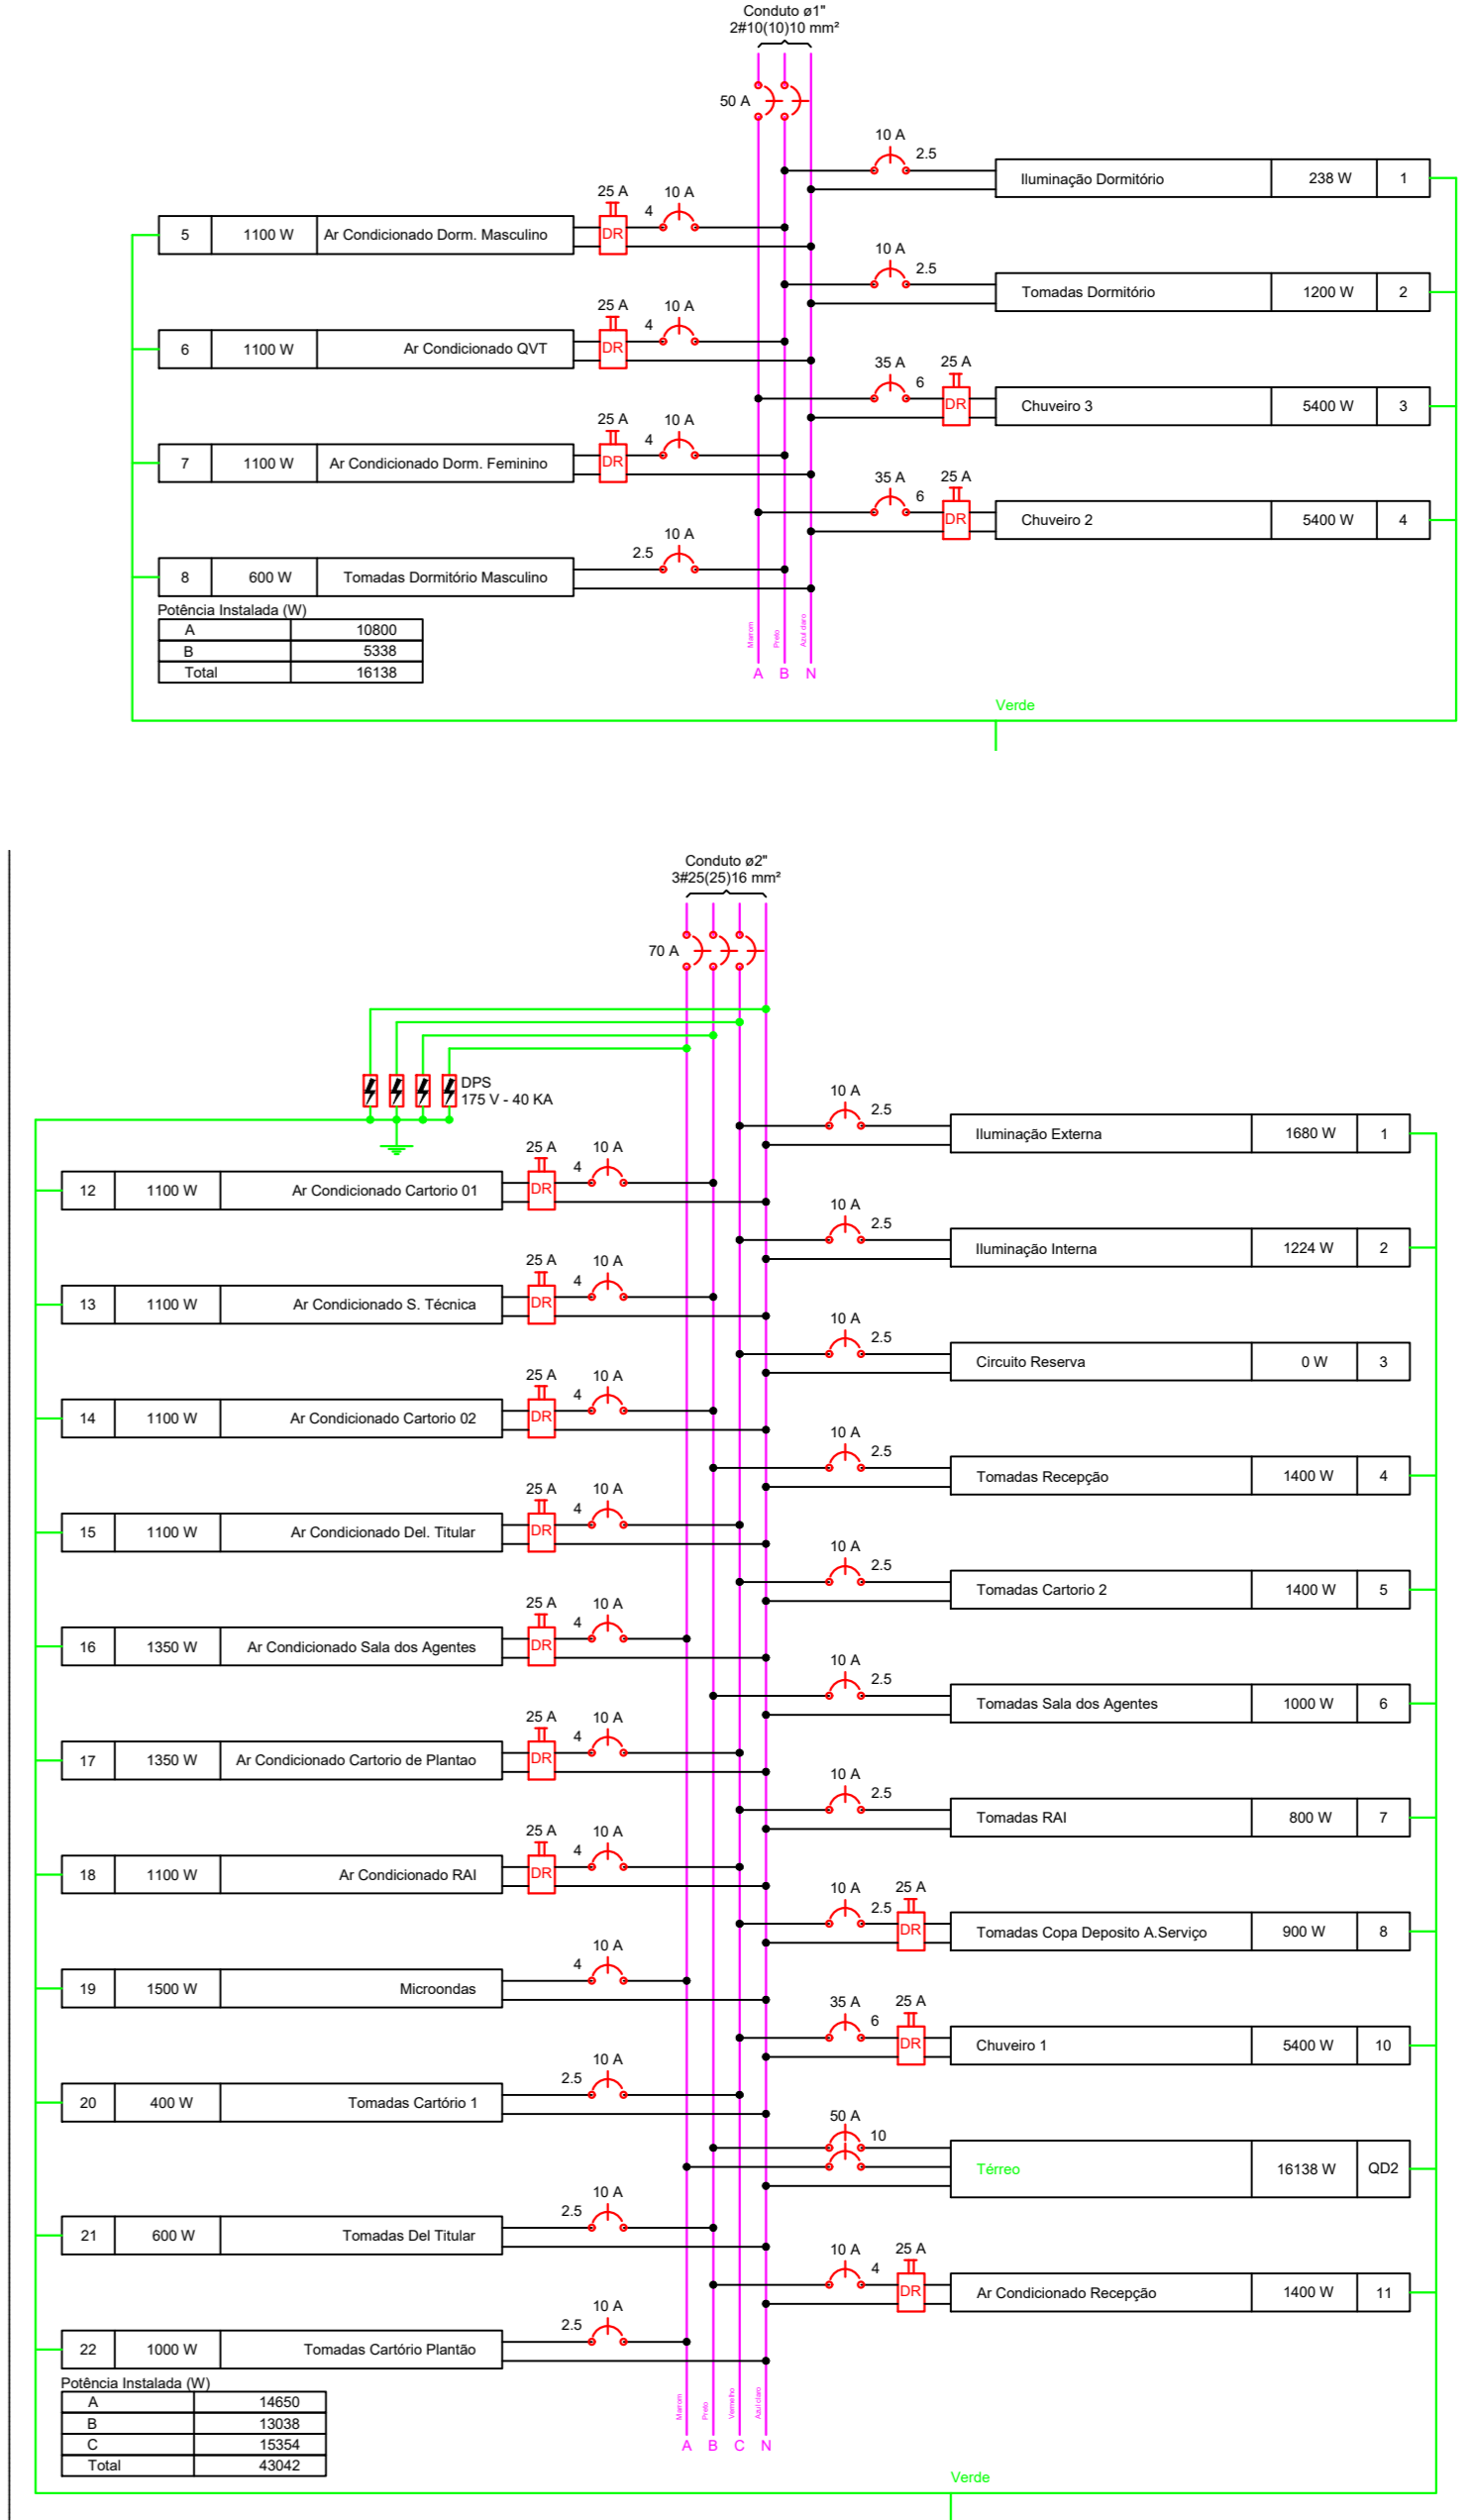 Conduto ø1"
2#10(10)10 mm²
50 A
10 A
2.5
Iluminação Dormitório 238 W 1
25 A
4
10 A
DR
5 1100 W Ar Condicionado Dorm. Masculino
10 A
2.5
Tomadas Dormitório 1200 W 2
25 A
4
10 A
DR
6 1100 W Ar Condicionado QVT
35 A
6
25 A
DR
Chuveiro 3 5400 W 3
25 A
4
10 A
DR
7 1100 W Ar Condicionado Dorm. Feminino
35 A
6
25 A
DR
Chuveiro 2 5400 W 4
10 A
2.5
8 600 W Tomadas Dormitório Masculino
Potência Instalada (W)
A 10800
B 5338
Total 16138
Marrom
Preto
Azul claro
A B N
Verde
Conduto ø2"
3#25(25)16 mm²
70 A
DPS
175 V - 40 KA
10 A
2.5
Iluminação Externa 1680 W 1
25 A
4
10 A
DR
12 1100 W Ar Condicionado Cartorio 01
10 A
2.5
Iluminação Interna 1224 W 2
25 A
4
10 A
DR
13 1100 W Ar Condicionado S. Técnica
10 A
2.5
Circuito Reserva 0 W 3
25 A
4
10 A
DR
14 1100 W Ar Condicionado Cartorio 02
10 A
2.5
Tomadas Recepção 1400 W 4
25 A
4
10 A
DR
15 1100 W Ar Condicionado Del. Titular
10 A
2.5
Tomadas Cartorio 2 1400 W 5
25 A
4
10 A
DR
16 1350 W Ar Condicionado Sala dos Agentes
10 A
2.5
Tomadas Sala dos Agentes 1000 W 6
25 A
4
10 A
DR
17 1350 W Ar Condicionado Cartorio de Plantao
10 A
2.5
Tomadas RAI 800 W 7
25 A
4
10 A
DR
18 1100 W Ar Condicionado RAI
10 A
2.5
25 A
DR
Tomadas Copa Deposito A.Serviço 900 W 8
10 A
4
19 1500 W Microondas
35 A
6
25 A
DR
Chuveiro 1 5400 W 10
10 A
2.5
20 400 W Tomadas Cartório 1
50 A
10
Térreo 16138 W QD2
10 A
2.5
21 600 W Tomadas Del Titular
10 A
4
25 A
DR
Ar Condicionado Recepção 1400 W 11
10 A
2.5
22 1000 W Tomadas Cartório Plantão
Potência Instalada (W)
A 14650
B 13038
C 15354
Total 43042
Marrom
Preto
Vermelho
Azul claro
A B C N
Verde